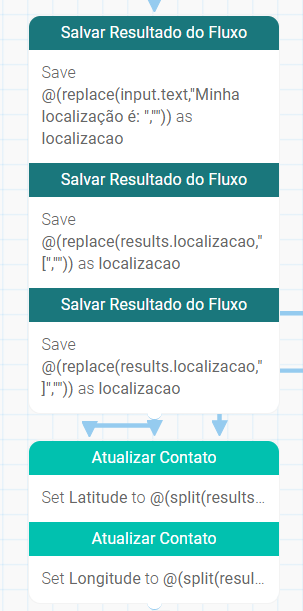 Salvar Resultado do Fluxo
Save
@(replace(input.text,"Minha
localização é: ","")) as
localizacao
Salvar Resultado do Fluxo
Save
@(replace(results.localizacao,"
[","")) as localizacao
Salvar Resultado do Fluxo
Save
@(replace(results.localizacao,"
]","")) as localizacao
Atualizar Contato
Set Latitude to @(split(results...
Atualizar Contato
Set Longitude to @(split(resul...